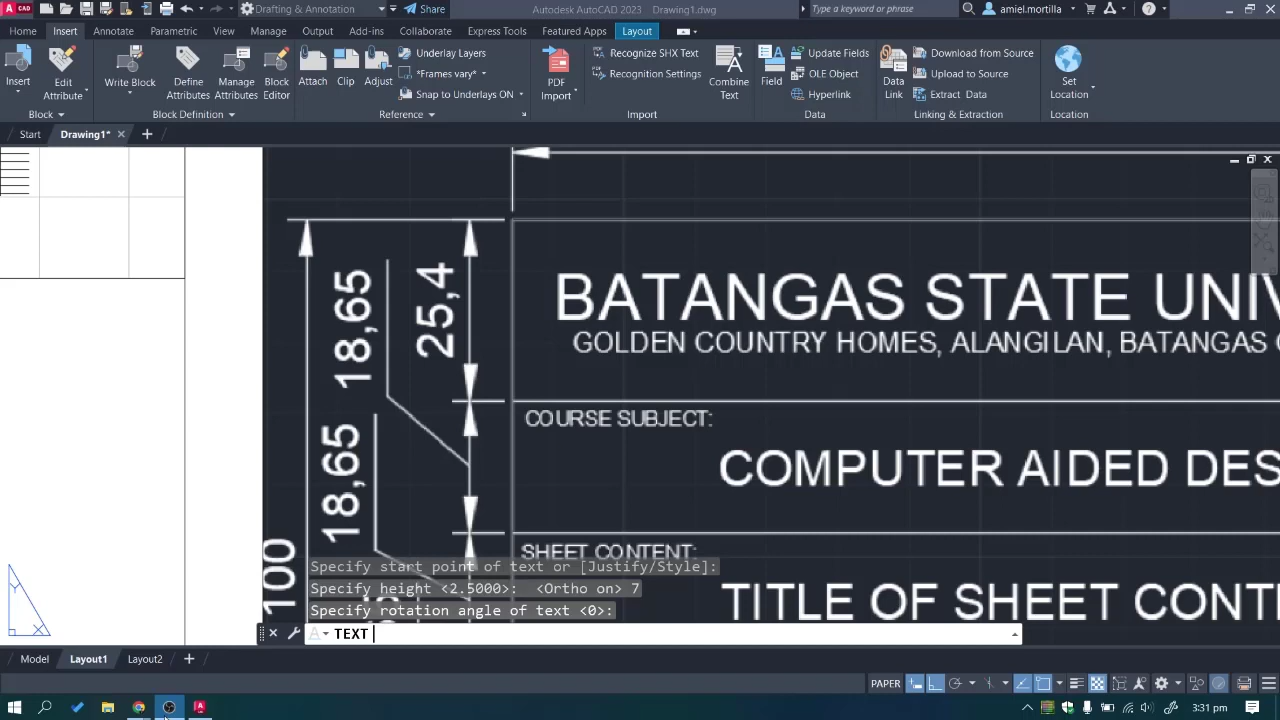 CAD
Drafting & Annotation
Share
Autodesk AutoCAD 2023 Drawing1.dwg
Type a keyword or phrase
amiel.mortilla
Home Insert Annotate Parametric View Manage Output Add-ins Collaborate Express Tools Featured Apps Layout
Insert
Edit
Attribute
Block
Write Block
Define
Attributes
Manage
Attributes
Block
Editor
Block Definition
Attach
Clip
Adjust
Underlay Layers
*Frames vary*
Snap to Underlays ON
Reference
PDF
Import
Recognize SHX Text
Recognition Settings
Combine
Text
Import
Field
Update Fields
OLE Object
Hyperlink
Data
Data
Link
Download from Source
Upload to Source
Extract Data
Linking & Extraction
Set
Location
Location
Start Drawing1*
25,4
18,65
18,65
100
BATANGAS STATE UNIV
GOLDEN COUNTRY HOMES, ALANGILAN, BATANGAS
COURSE SUBJECT:
COMPUTER AIDED DES
SHEET CONTENT:
TITLE OF SHEET CONT
Y
X
Specify start point of text or [Justify/Style]:
Specify height <2.5000>: <Ortho on> 7
Specify rotation angle of text <0>:
TEXT
Model Layout1 Layout2
PAPER
3:31 pm